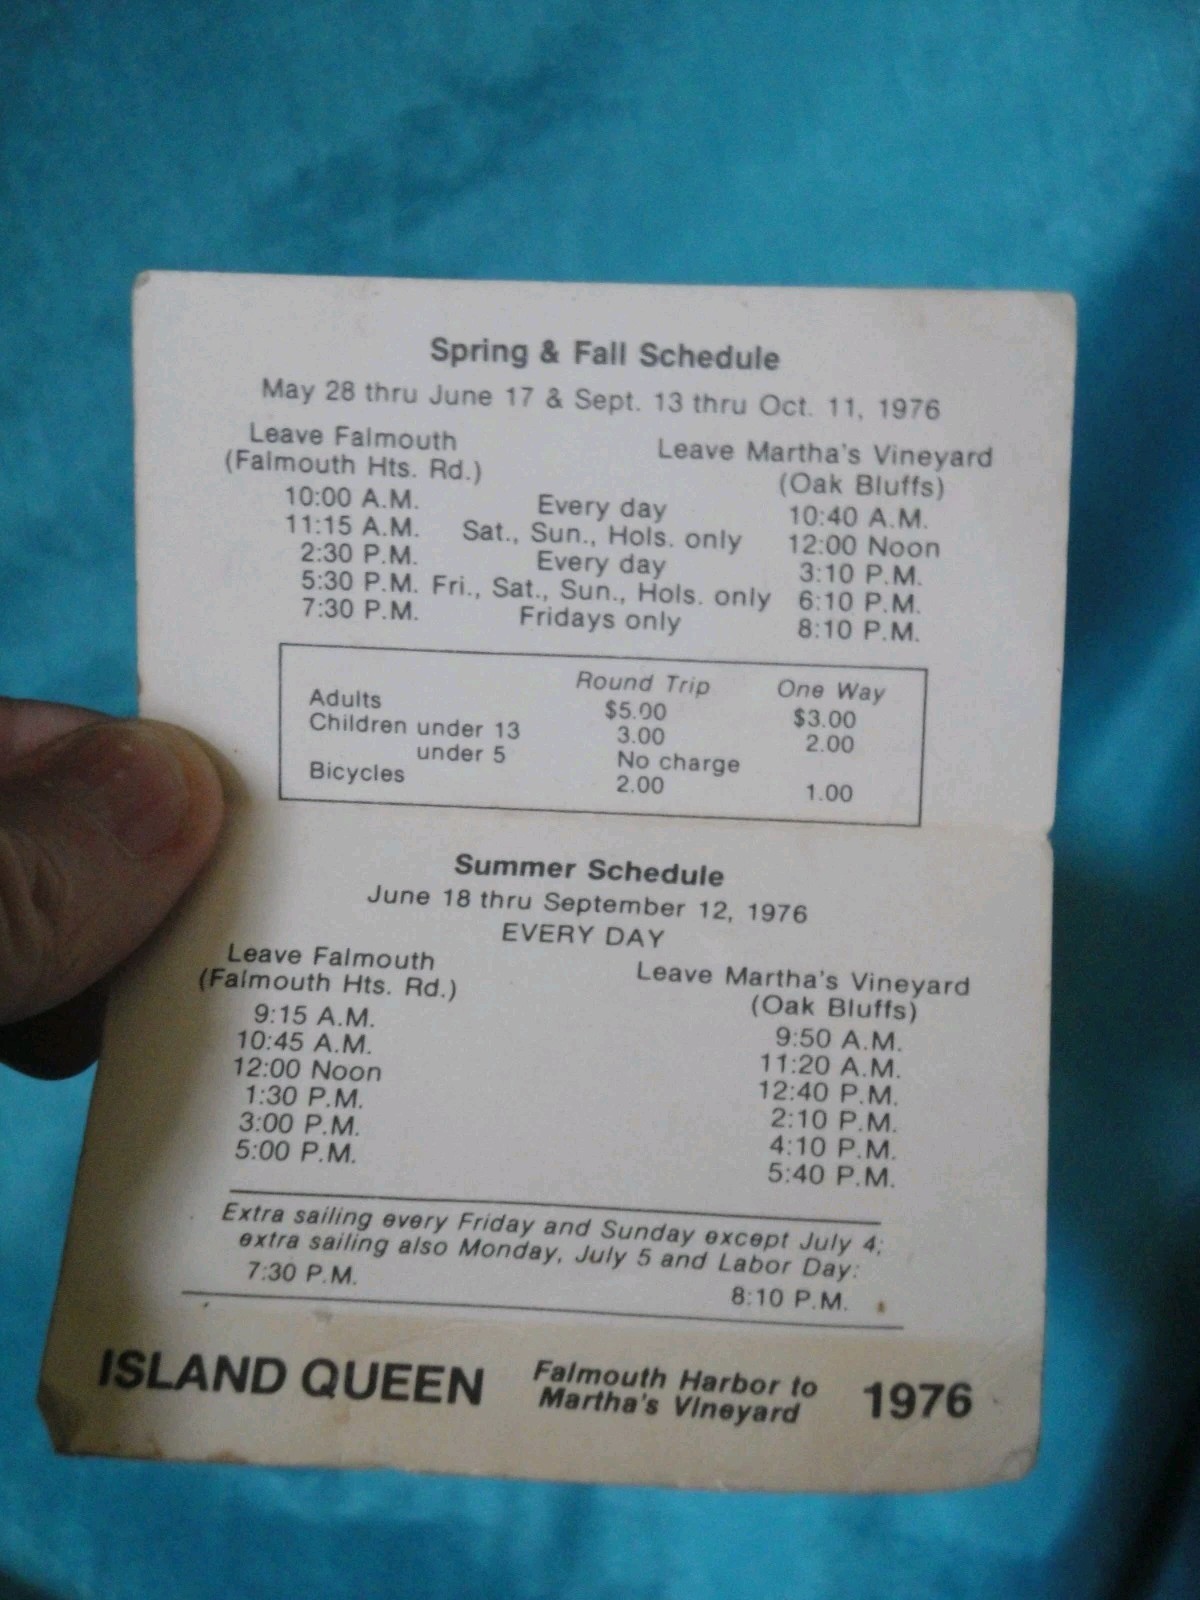 Spring & Fall Schedule
May 28 thru June 17 & Sept. 13 thru Oct. 11, 1976
Leave Falmouth Leave Martha's Vineyard
(Falmouth Hts. Rd.) (Oak Bluffs)
10:00 A.M. Every day 10:40 A.M.
11:15 A.M. Sat., Sun., Hols. only 12:00 Noon
2:30 P.M. Every day 3:10 P.M.
5:30 P.M. Fri., Sat., Sun., Hols. only 6:10 P.M.
7:30 P.M. Fridays only 8:10 P.M.
Round Trip One Way
Adults $5.00 $3.00
Children under 13 3.00 2.00
under 5 No charge
Bicycles 2.00 1.00
Summer Schedule
June 18 thru September 12, 1976
EVERY DAY
Leave Falmouth Leave Martha's Vineyard
(Falmouth Hts. Rd.) (Oak Bluffs)
9:15 A.M. 9:50 A.M.
10:45 A.M. 11:20 A.M.
12:00 Noon 12:40 P.M.
1:30 P.M. 2:10 P.M.
3:00 P.M. 4:10 P.M.
5:00 P.M. 5:40 P.M.
Extra sailing every Friday and Sunday except July 4;
extra sailing also Monday, July 5 and Labor Day:
7:30 P.M. 8:10 P.M.
ISLAND QUEEN Falmouth Harbor to 1976
Martha's Vineyard